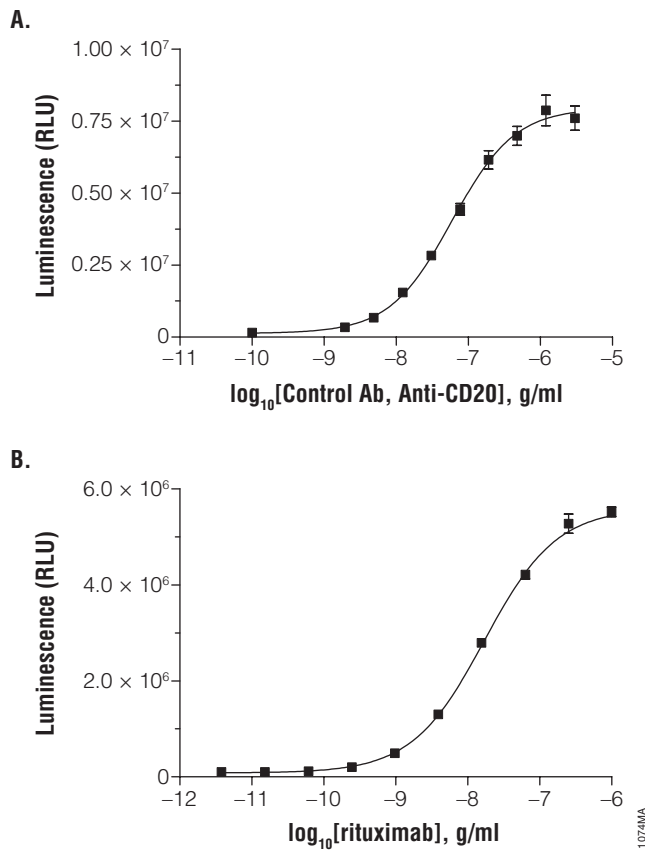 A.
1.00 × 10⁷
0.75 × 10⁷
0.50 × 10⁷
0.25 × 10⁷
0
Luminescence (RLU)
–11 –10 –9 –8 –7 –6 –5
log₁₀[Control Ab, Anti-CD20], g/ml
B.
6.0 × 10⁶
4.0 × 10⁶
2.0 × 10⁶
0
Luminescence (RLU)
–12 –11 –10 –9 –8 –7 –6
log₁₀[rituximab], g/ml
11074MA